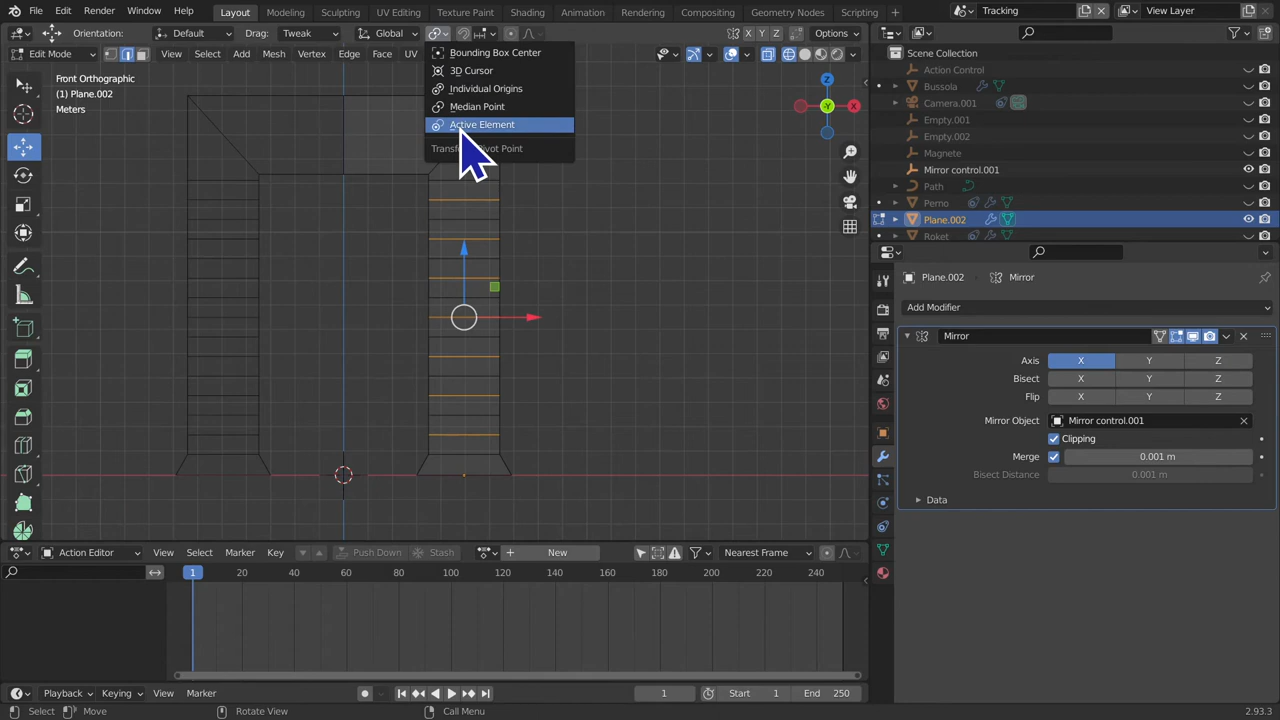 File Edit Render Window Help Layout Modeling Sculpting UV Editing Texture Paint Shading Animation Rendering Compositing Geometry Nodes Scripting + Tracking View Layer
Orientation: Default Drag: Tweak Global X Y Z Options
Edit Mode View Select Add Mesh Vertex Edge Face UV
Front Orthographic
(1) Plane.002
Meters
Bounding Box Center
3D Cursor
Individual Origins
Median Point
Active Element
Pivot Point
Z
-Y
X
Scene Collection
Action Control
Bussola
Camera.001
Empty.001
Empty.002
Magnete
Mirror control.001
Path
Perno
Plane.002
Roket
Plane.002 Mirror
Add Modifier
Mirror
Axis X Y Z
Bisect X Y Z
Flip X Y Z
Mirror Object Mirror control.001
Clipping
Merge 0.001 m
Bisect Distance 0.001 m
Data
Action Editor View Select Marker Key Push Down Stash + New Nearest Frame
1 20 40 60 80 100 120 140 160 180 200 220 240
Playback Keying View Marker 1 Start 1 End 250
Select Move Rotate View Call Menu 2.93.3